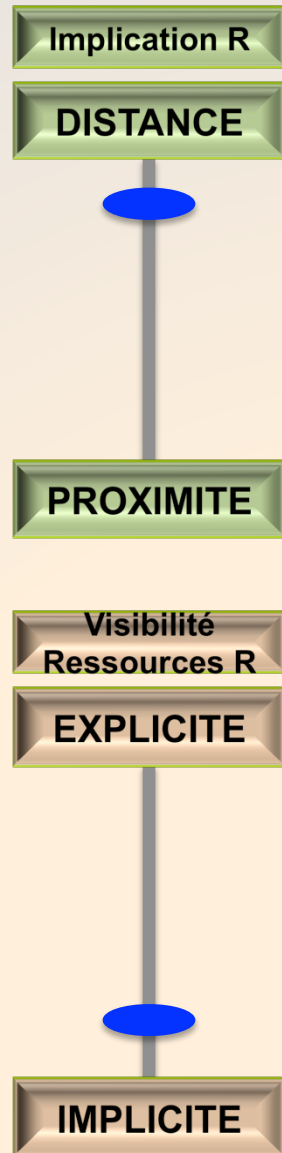 Implication R
DISTANCE
PROXIMITE
Visibilité
Ressources R
EXPLICITE
IMPLICITE